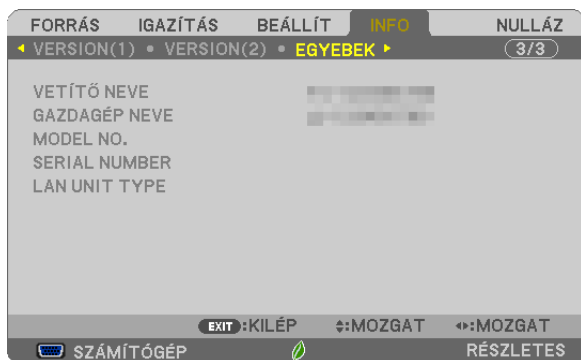 FORRÁS IGAZÍTÁS BEÁLLÍT INFO NULLÁZ
VERSION(1) • VERSION(2) • EGYEBEK 3/3
VETÍTŐ NEVE
GAZDAGÉP NEVE
MODEL NO.
SERIAL NUMBER
LAN UNIT TYPE
EXIT :KILÉP :MOZGAT :MOZGAT
SZÁMÍTÓGÉP RÉSZLETES